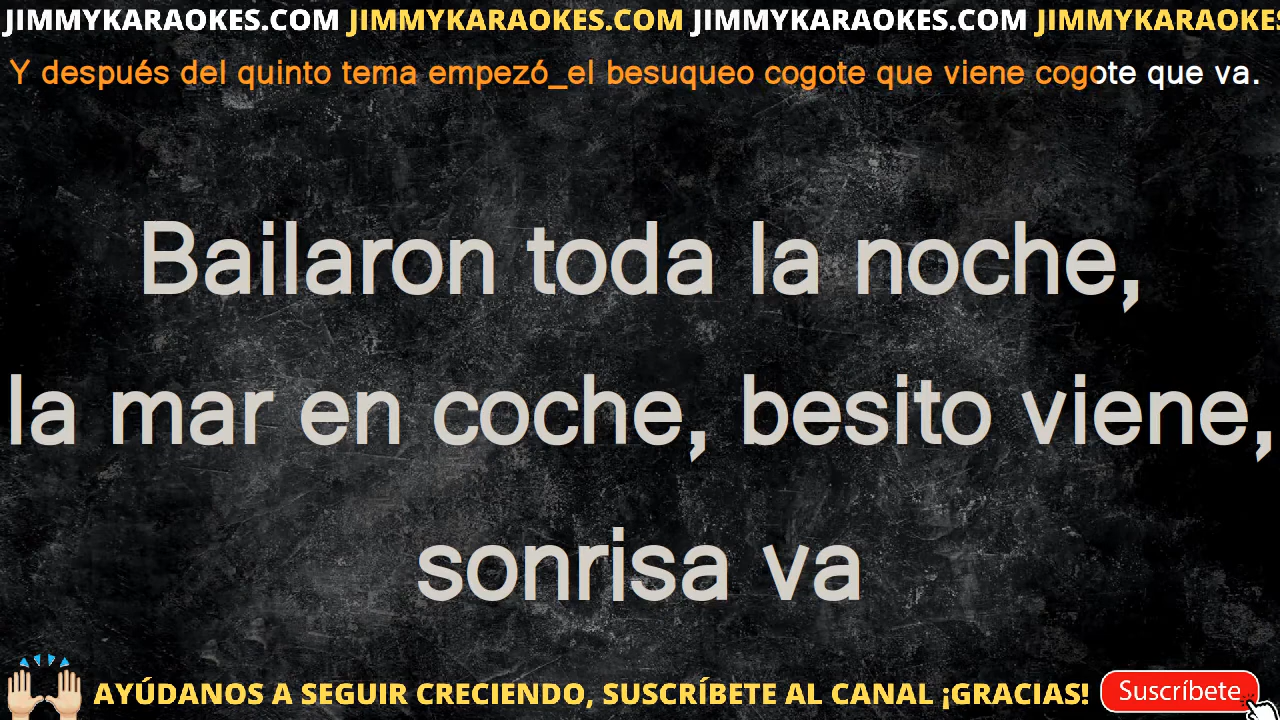 JIMMYKARAOKES.COM JIMMYKARAOKES.COM JIMMYKARAOKES.COM JIMMYKARAOKES
Y después del quinto tema empezó_el besuqueo cogote que viene cogote que va.
Bailaron toda la noche,
la mar en coche, besito viene,
sonrisa va
AYÚDANOS A SEGUIR CRECIENDO, SUSCRÍBETE AL CANAL ¡GRACIAS! Suscríbete